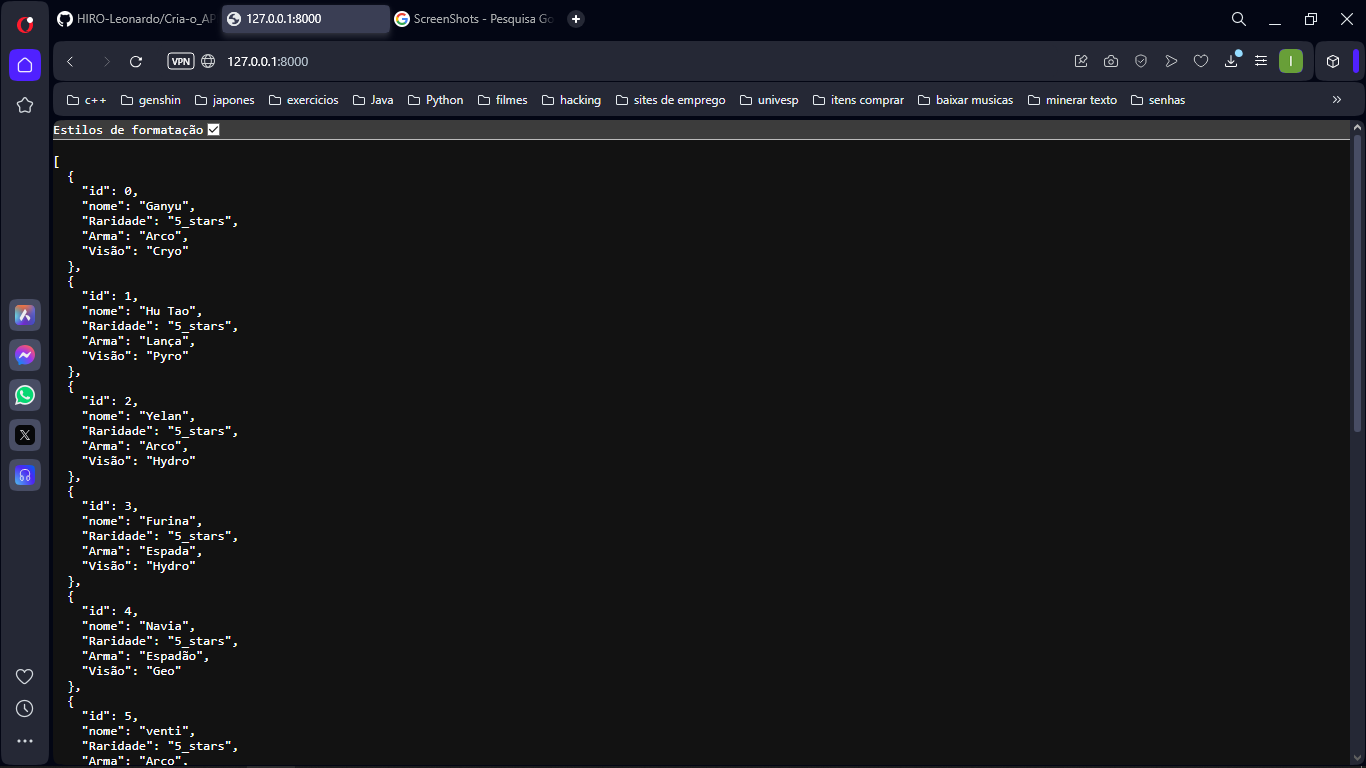 HIRO-Leonardo/Cria-o_AP
127.0.0.1:8000
ScreenShots - Pesquisa Go
VPN
127.0.0.1:8000
I
c++
genshin
japones
exercicios
Java
Python
filmes
hacking
sites de emprego
univesp
itens comprar
baixar musicas
minerar texto
senhas
Estilos de formatação
[
{
"id": 0,
"nome": "Ganyu",
"Raridade": "5_stars",
"Arma": "Arco",
"Visão": "Cryo"
},
{
"id": 1,
"nome": "Hu Tao",
"Raridade": "5_stars",
"Arma": "Lança",
"Visão": "Pyro"
},
{
"id": 2,
"nome": "Yelan",
"Raridade": "5_stars",
"Arma": "Arco",
"Visão": "Hydro"
},
{
"id": 3,
"nome": "Furina",
"Raridade": "5_stars",
"Arma": "Espada",
"Visão": "Hydro"
},
{
"id": 4,
"nome": "Navia",
"Raridade": "5_stars",
"Arma": "Espadão",
"Visão": "Geo"
},
{
"id": 5,
"nome": "venti",
"Raridade": "5_stars",
"Arma": "Arco",